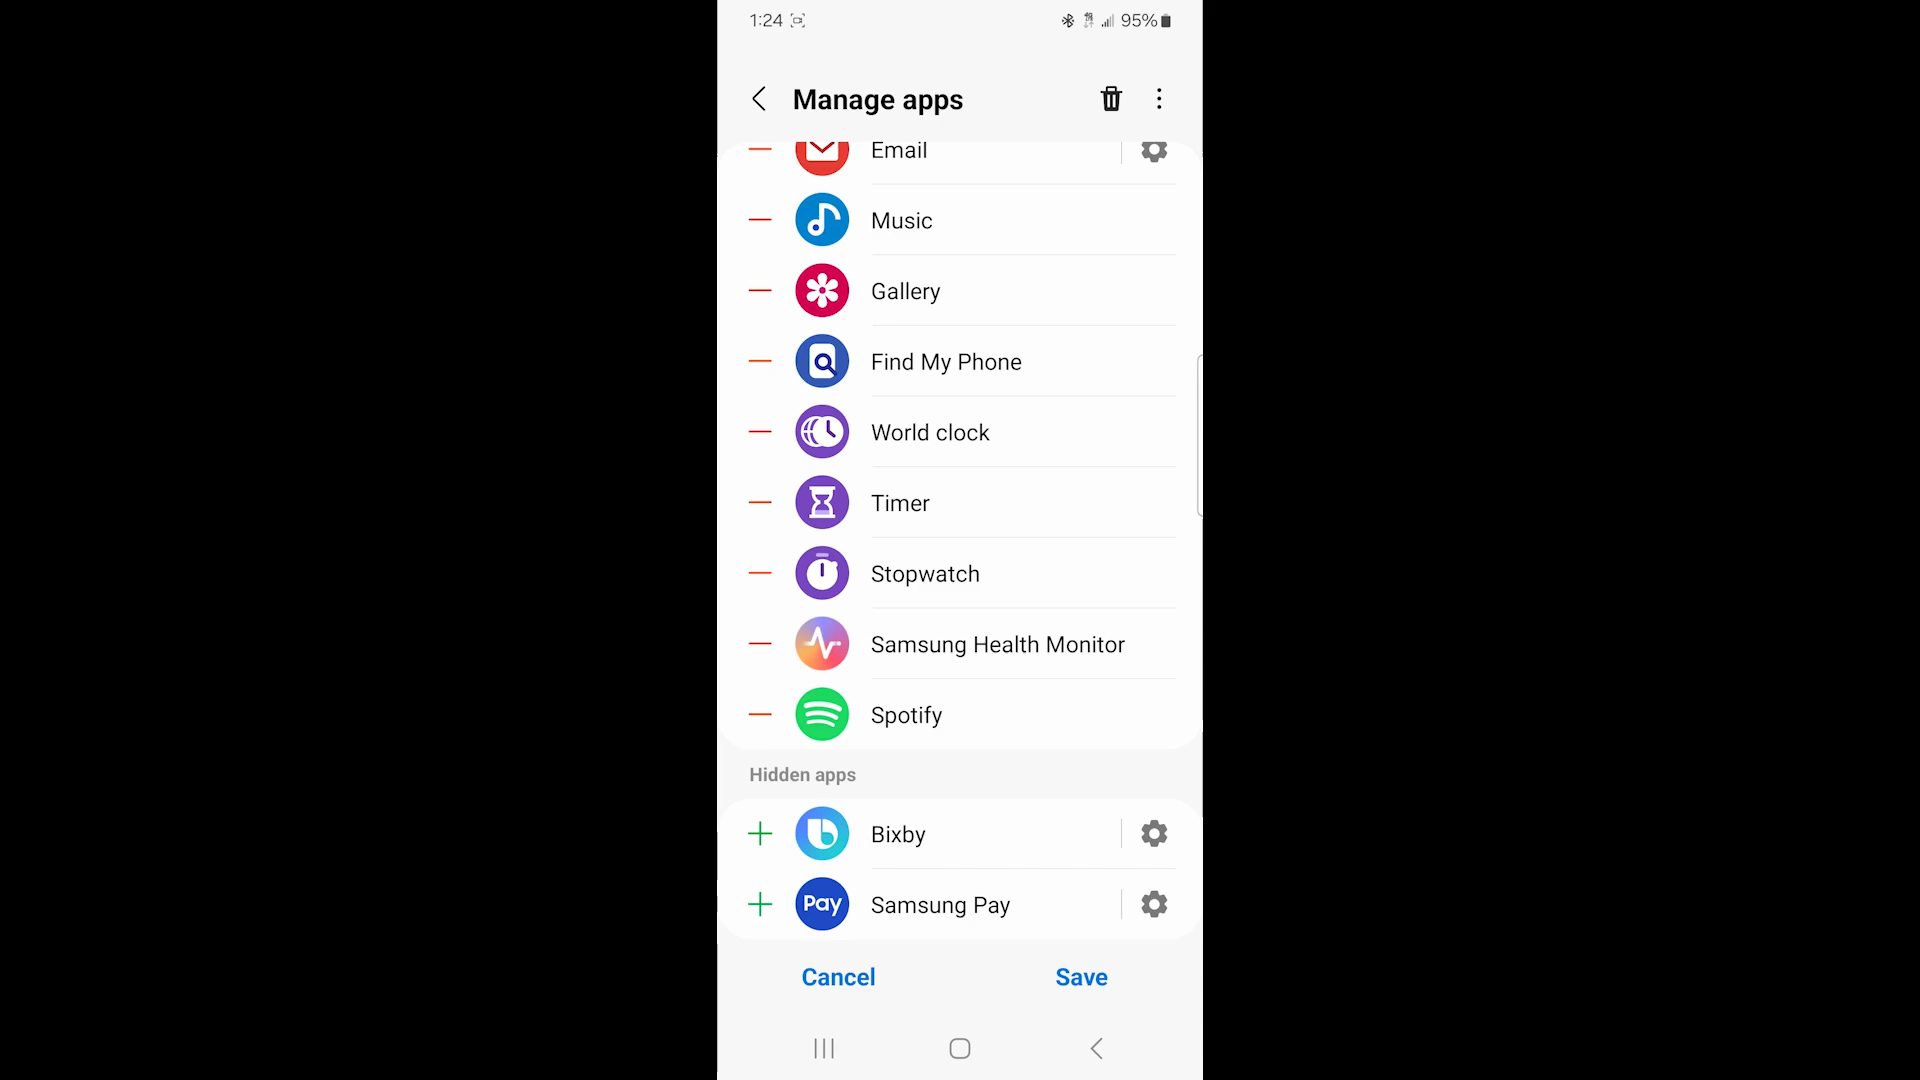 1:24
95%
Manage apps
Email
Music
Gallery
Find My Phone
World clock
Timer
Stopwatch
Samsung Health Monitor
Spotify
Hidden apps
Bixby
Pay
Samsung Pay
Cancel
Save